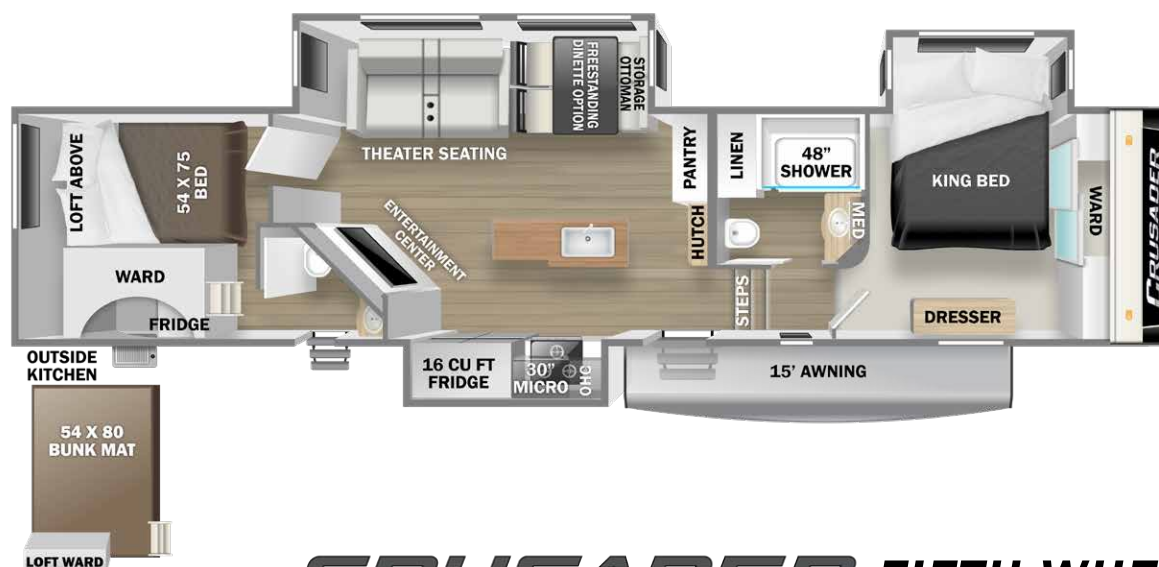 THEATER SEATING
FREESTANDING
DINETTE OPTION
STORAGE
OTTOMAN
LOFT ABOVE
54 X 75
BED
WARD
FRIDGE
ENTERTAINMENT
CENTER
PANTRY
HUTCH
LINEN
48"
SHOWER
MED
STEPS
KING BED
WARD
DRESSER
CRUSADER
OUTSIDE
KITCHEN
16 CU FT
FRIDGE
30"
MICRO
OHC
15' AWNING
54 X 80
BUNK MAT
LOFT WARD
CRUSADER